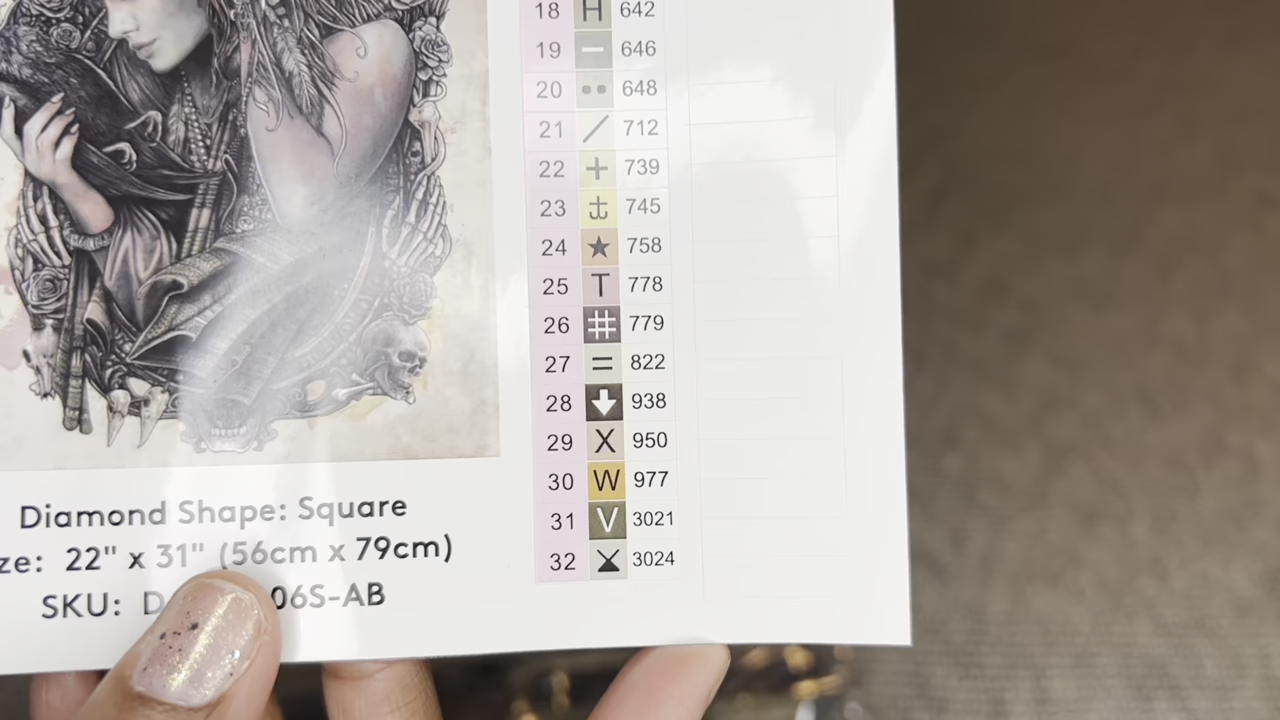 18 H 642
19 – 646
20 •• 648
21 / 712
22 + 739
23 745
24 ★ 758
25 T 778
26 # 779
27 = 822
28 ⬇ 938
29 X 950
30 W 977
31 V 3021
32 3024
Diamond Shape: Square
ze: 22" x 31" (56cm x 79cm)
SKU: D 06S-AB